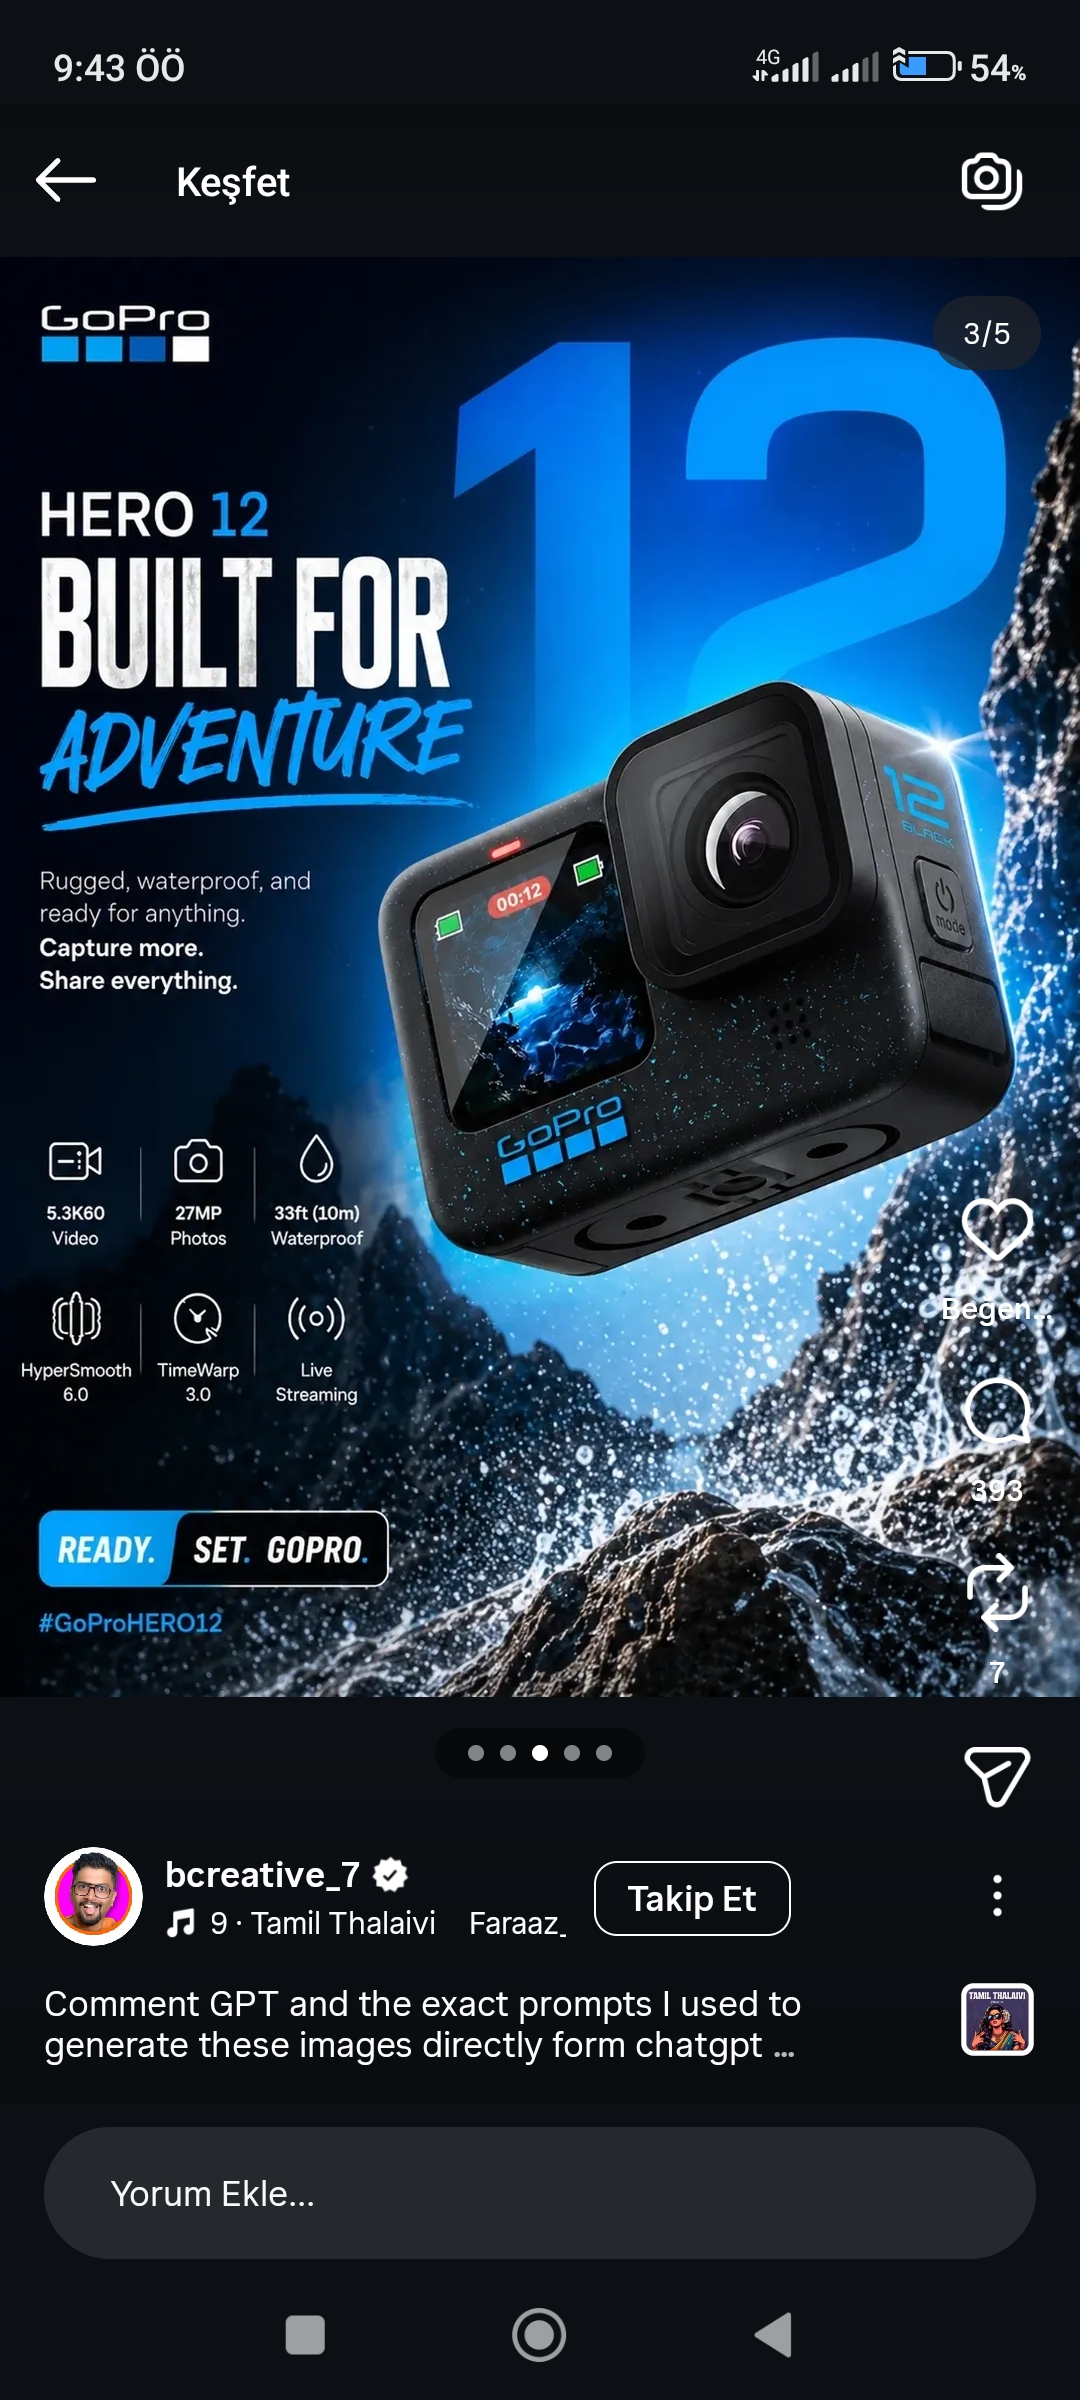 9:43 ÖÖ
4G
54%
Keşfet
GoPro
3/5
12
HERO 12
BUILT FOR
ADVENTURE
12
BLACK
00:12
mode
Rugged, waterproof, and
ready for anything.
Capture more.
Share everything.
GoPro
5.3K60
Video
27MP
Photos
33ft (10m)
Waterproof
Beğen...
HyperSmooth
6.0
TimeWarp
3.0
Live
Streaming
393
READY. SET. GOPRO.
#GoProHERO12
7
bcreative_7
9 · Tamil Thalaivi Faraaz_
Takip Et
Comment GPT and the exact prompts I used to
generate these images directly form chatgpt ...
TAMIL THALAIVI
Yorum Ekle...